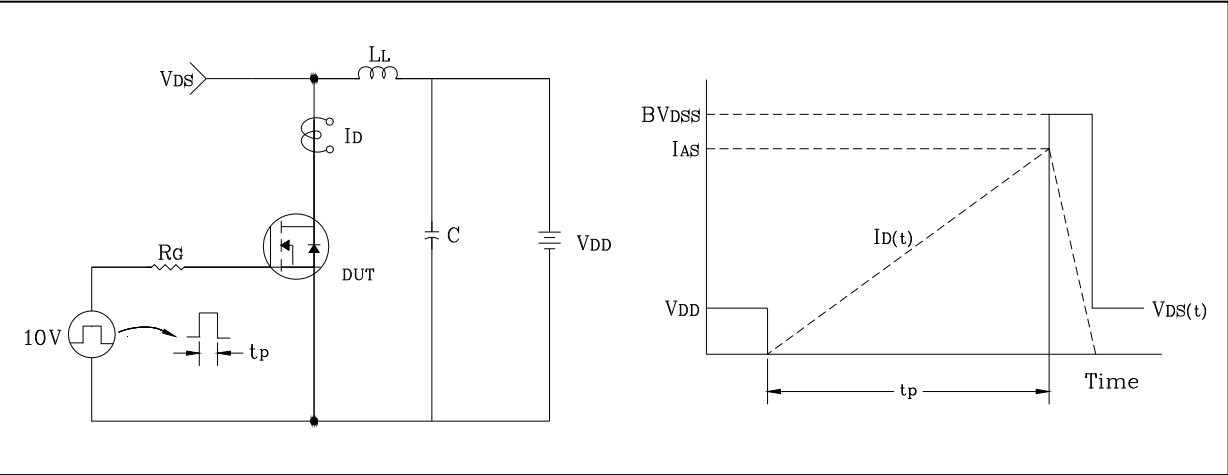 LL
VDS
ID
RG
C
VDD
DUT
10V
tp
BVDSS
IAS
ID(t)
VDD
VDS(t)
Time
tp